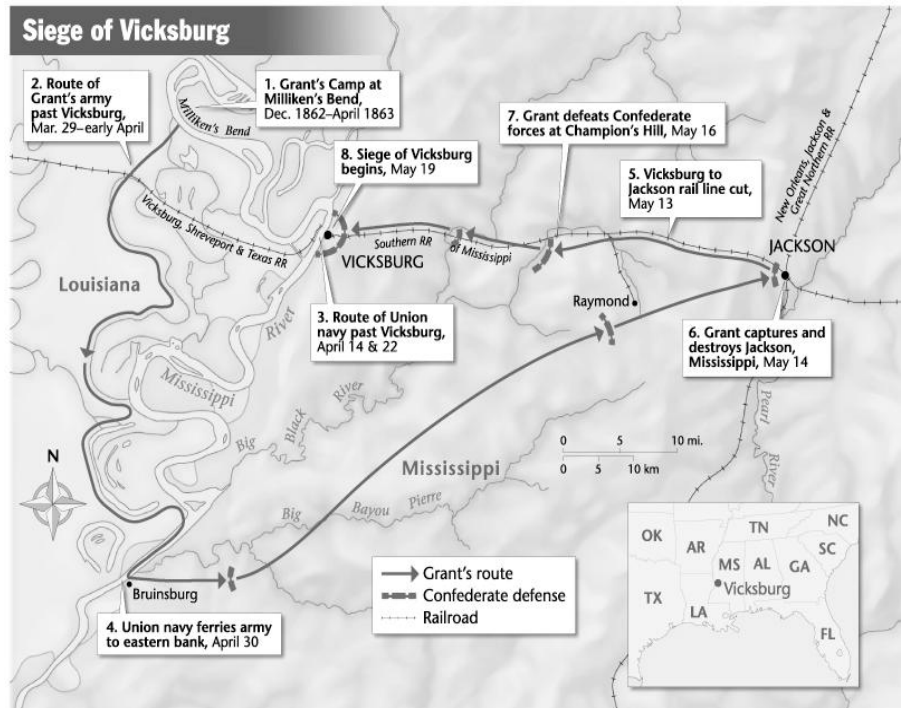 Siege of Vicksburg
2. Route of
Grant's army
past Vicksburg,
Mar. 29–early April
1. Grant's Camp at
Milliken's Bend,
Dec. 1862–April 1863
Milliken's Bend
7. Grant defeats Confederate
forces at Champion's Hill, May 16
8. Siege of Vicksburg
begins, May 19
5. Vicksburg to
Jackson rail line cut,
May 13
New Orleans, Jackson &
Great Northern RR
Vicksburg, Shreveport & Texas RR
VICKSBURG
Southern RR
of Mississippi
JACKSON
Louisiana
Raymond
3. Route of Union
navy past Vicksburg,
April 14 & 22
6. Grant captures and
destroys Jackson,
Mississippi, May 14
Mississippi
River
Big Black River
Mississippi
Pearl River
0 5 10 mi.
0 5 10 km
N
Big Bayou Pierre
Bruinsburg
4. Union navy ferries army
to eastern bank, April 30
Grant's route
Confederate defense
Railroad
OK
AR
TN
NC
SC
MS
AL
GA
TX
Vicksburg
LA
FL